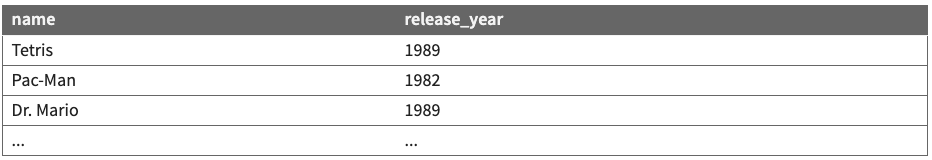 name release_year
Tetris 1989
Pac-Man 1982
Dr. Mario 1989
... ...